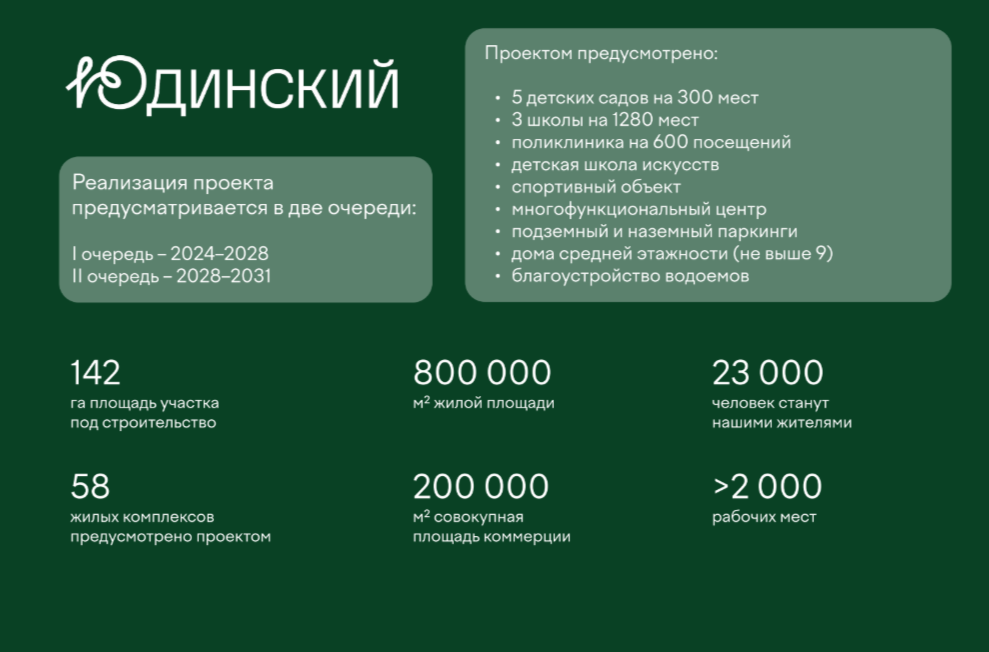 Юдинский
Реализация проекта
предусматривается в две очереди:
I очередь – 2024–2028
II очередь – 2028–2031
Проектом предусмотрено:
• 5 детских садов на 300 мест
• 3 школы на 1280 мест
• поликлиника на 600 посещений
• детская школа искусств
• спортивный объект
• многофункциональный центр
• подземный и наземный паркинги
• дома средней этажности (не выше 9)
• благоустройство водоемов
142
га площадь участка
под строительство
800 000
м² жилой площади
23 000
человек станут
нашими жителями
58
жилых комплексов
предусмотрено проектом
200 000
м² совокупная
площадь коммерции
>2 000
рабочих мест